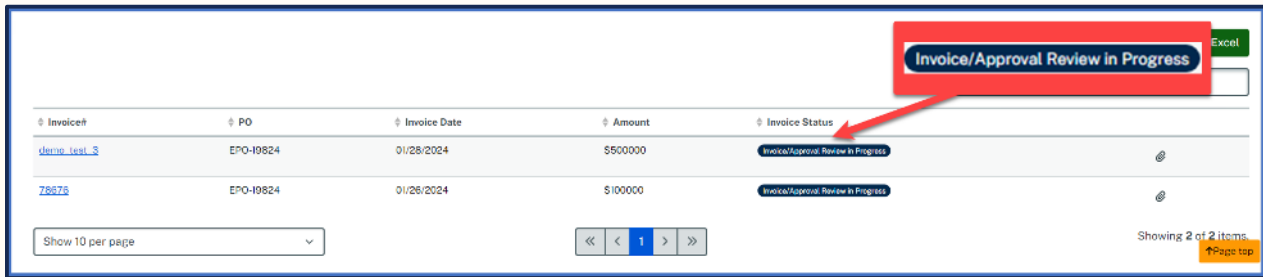 Excel
Invoice/Approval Review in Progress
Invoice# PO Invoice Date Amount Invoice Status
demo_test_3 EPO-19824 01/28/2024 $500000 Invoice/Approval Review in Progress
78676 EPO-19824 01/26/2024 $100000 Invoice/Approval Review in Progress
Show 10 per page « < 1 > » Showing 2 of 2 items.
↑Page top